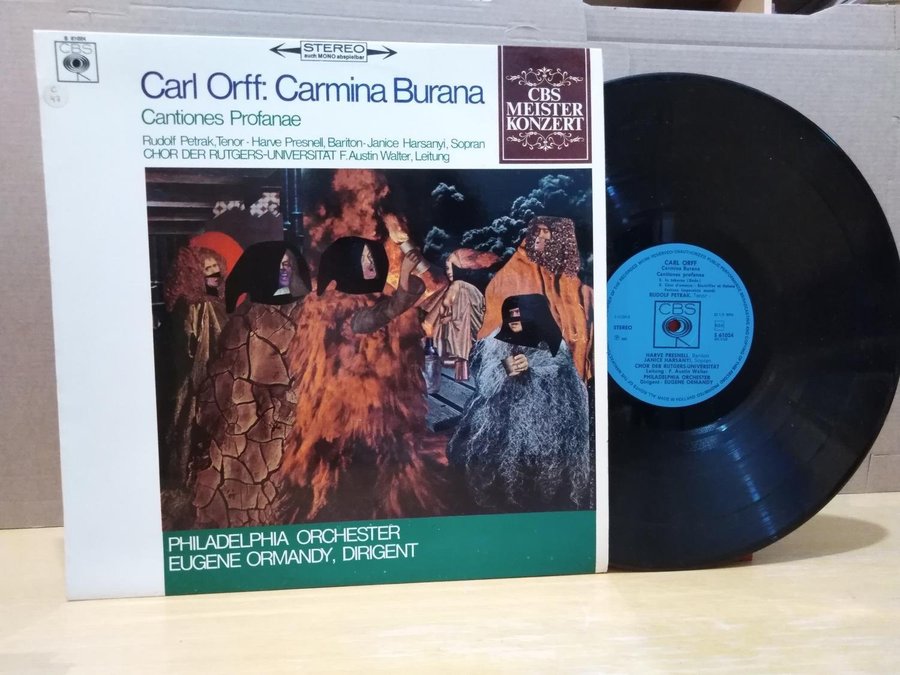 S 61024
CBS
STEREO
auch MONO abspielbar
Carl Orff: Carmina Burana
Cantiones Profanae
Rudolf Petrak, Tenor · Harve Presnell, Bariton · Janice Harsanyi, Sopran
CHOR DER RUTGERS-UNIVERSITÄT F. Austin Walter, Leitung
CBS
MEISTER
KONZERT
PHILADELPHIA ORCHESTER
EUGENE ORMANDY, DIRIGENT
CARL ORFF
Carmina Burana
Cantiones profanae
RUDOLF PETRAK, Tenor
CBS
STEREO
S 61024
HARVE PRESNELL, Bariton
JANICE HARSANYI, Sopran
CHOR DER RUTGERS-UNIVERSITÄT
Leitung: F. Austin Walter
PHILADELPHIA ORCHESTER
Dirigent: EUGENE ORMANDY